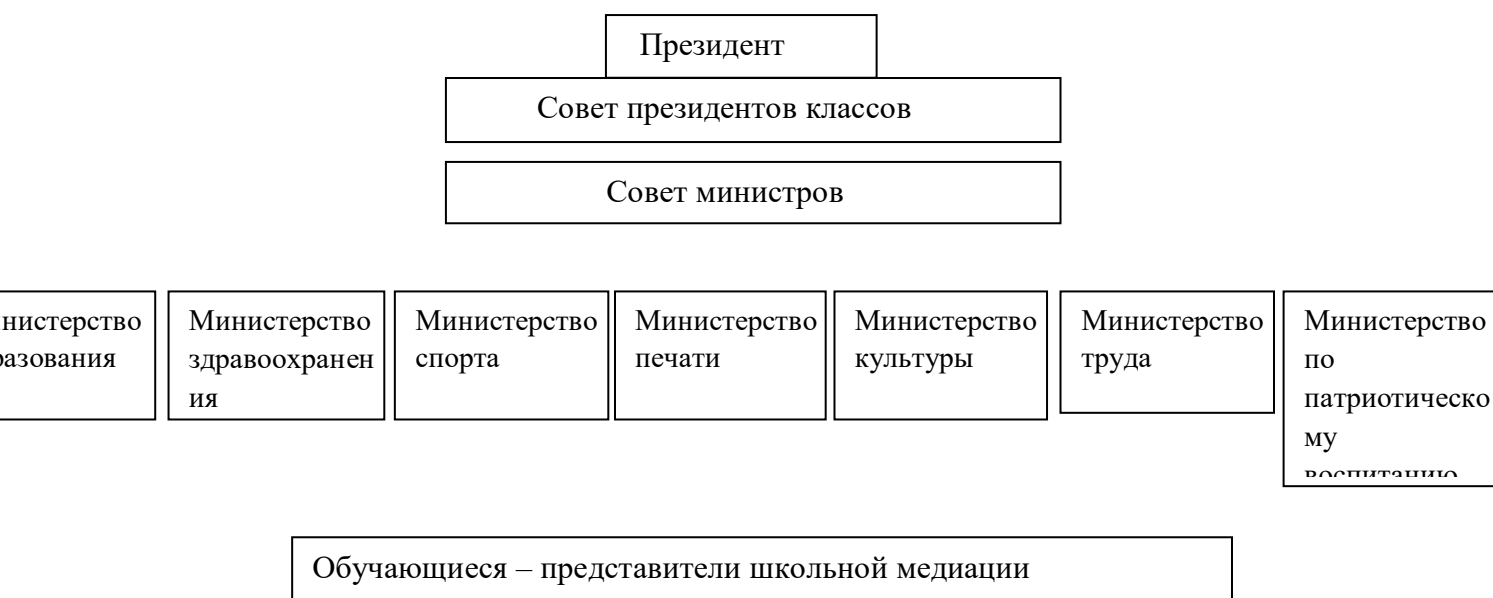 Президент
Совет президентов классов
Совет министров
нистерство
разования
Министерство
здравоохранен
ия
Министерство
спорта
Министерство
печати
Министерство
культуры
Министерство
труда
Министерство
по
патриотическо
му
воспитанию
Обучающиеся – представители школьной медиации